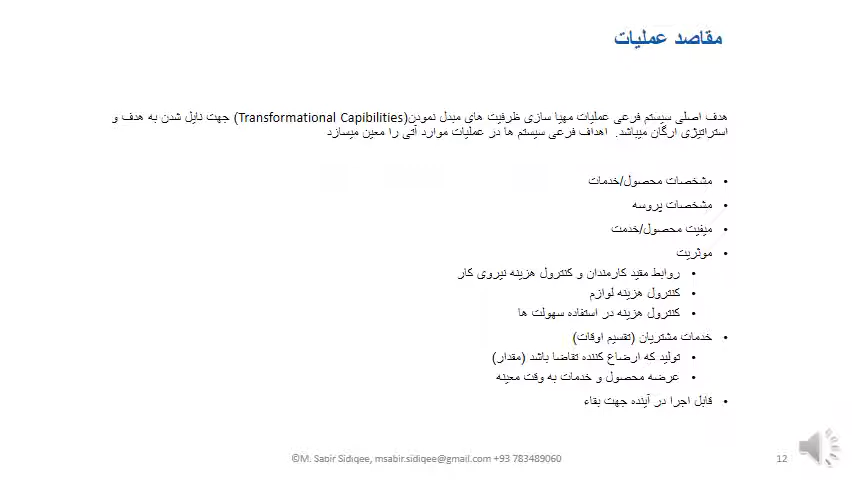 مقاصد عملیات
هدف اصلی سیستم فرعی عملیات مهیا سازی ظرفیت های مبدل نمودن(Transformational Capibilities) جهت نایل شدن به هدف و
استراتیژی ارگان میباشد. اهداف فرعی سیستم ها در عملیات موارد آتی را معین میسازد
• مشخصات محصول/خدمات
• مشخصات پروسه
• میفیت محصول/خدمت
• موثریت
• روابط مقید کارمندان و کنترول هزینه نیروی کار
• کنترول هزینه لوازم
• کنترول هزینه در استفاده سهولت ها
• خدمات مشتریان (تقسیم اوقات)
• تولید که ارضاع کننده تقاضا باشد (مقدار)
• عرضه محصول و خدمات به وقت معینه
• قابل اجرا در آینده جهت بقاء
©M. Sabir Sidiqee, msabir.sidiqee@gmail.com +93 783489060
12